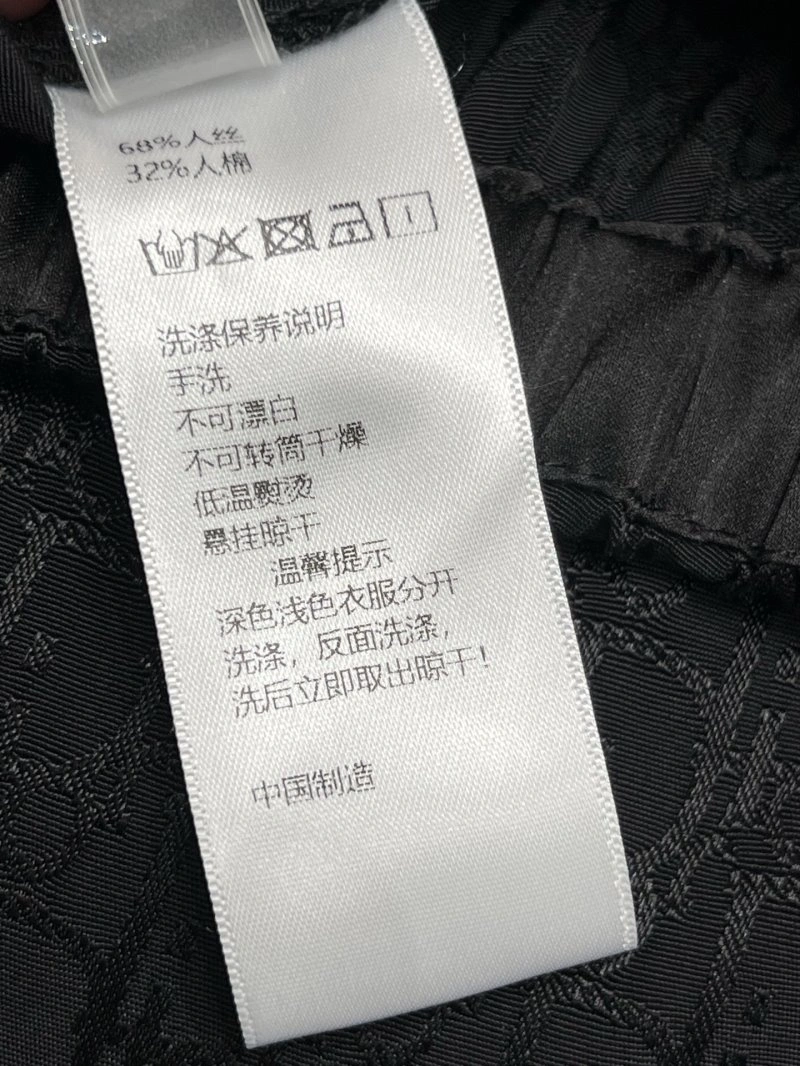 68%人丝
32%人棉
洗涤保养说明
手洗
不可漂白
不可转筒干燥
低温熨烫
悬挂晾干
温馨提示
深色浅色衣服分开
洗涤，反面洗涤，
洗后立即取出晾干！
中国制造